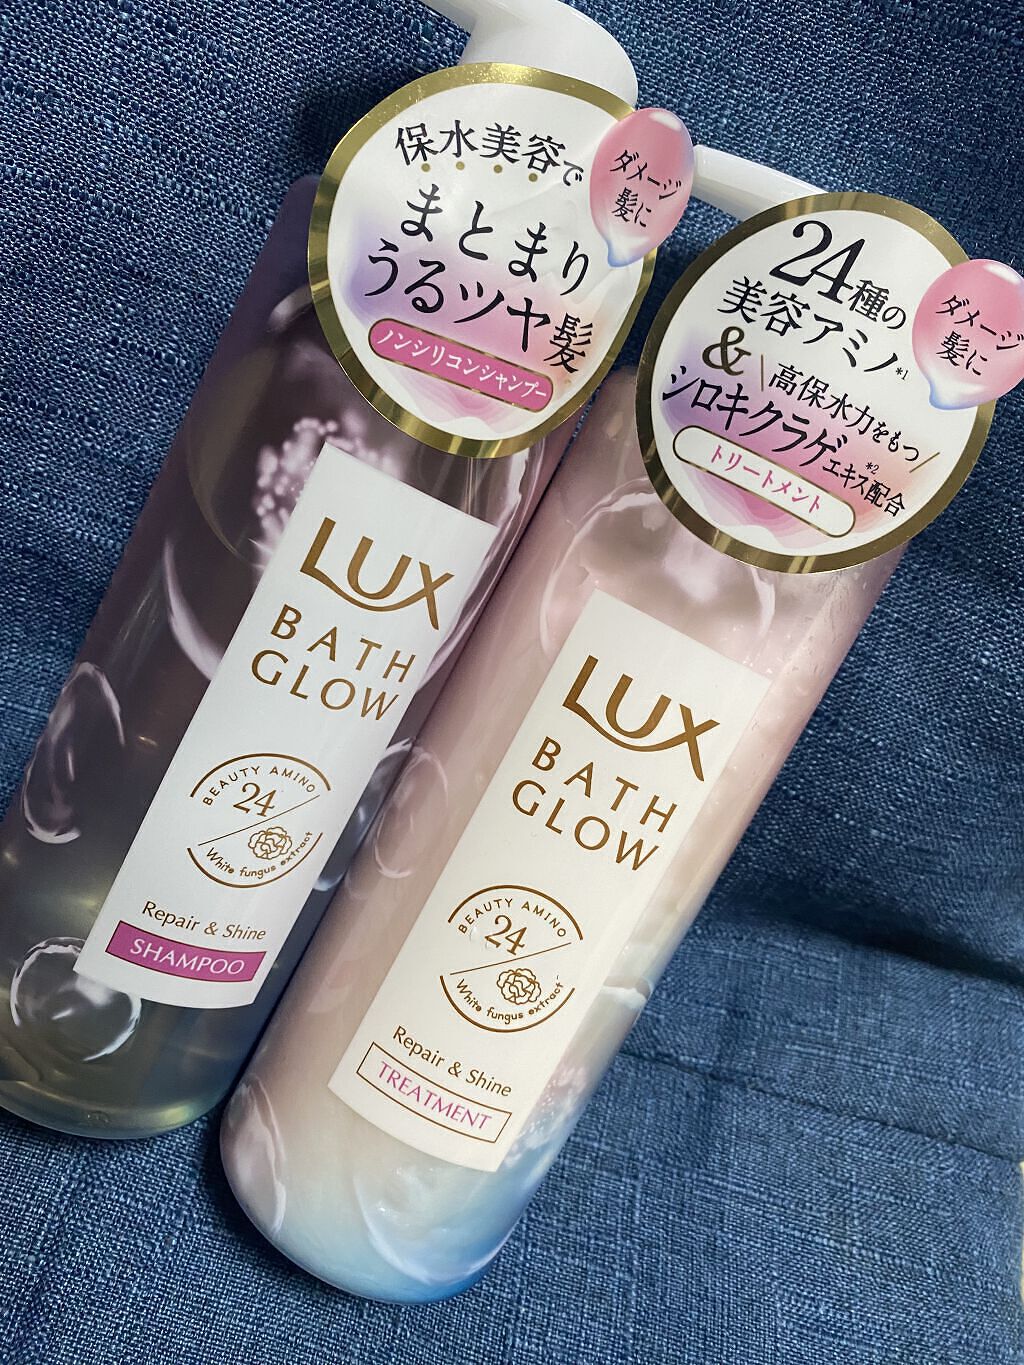 保水美容で
まとまり
うるツヤ髪
ノンシリコンシャンプー
ダメージ
髪に
LUX
BATH
GLOW
BEAUTY AMINO
24
White fungus extract
Repair & Shine
SHAMPOO
24種の
美容アミノ*1
&
高保水力をもつ
シロキクラゲエキス*2配合
トリートメント
ダメージ
髪に
LUX
BATH
GLOW
BEAUTY AMINO
24
White fungus extract
Repair & Shine
TREATMENT